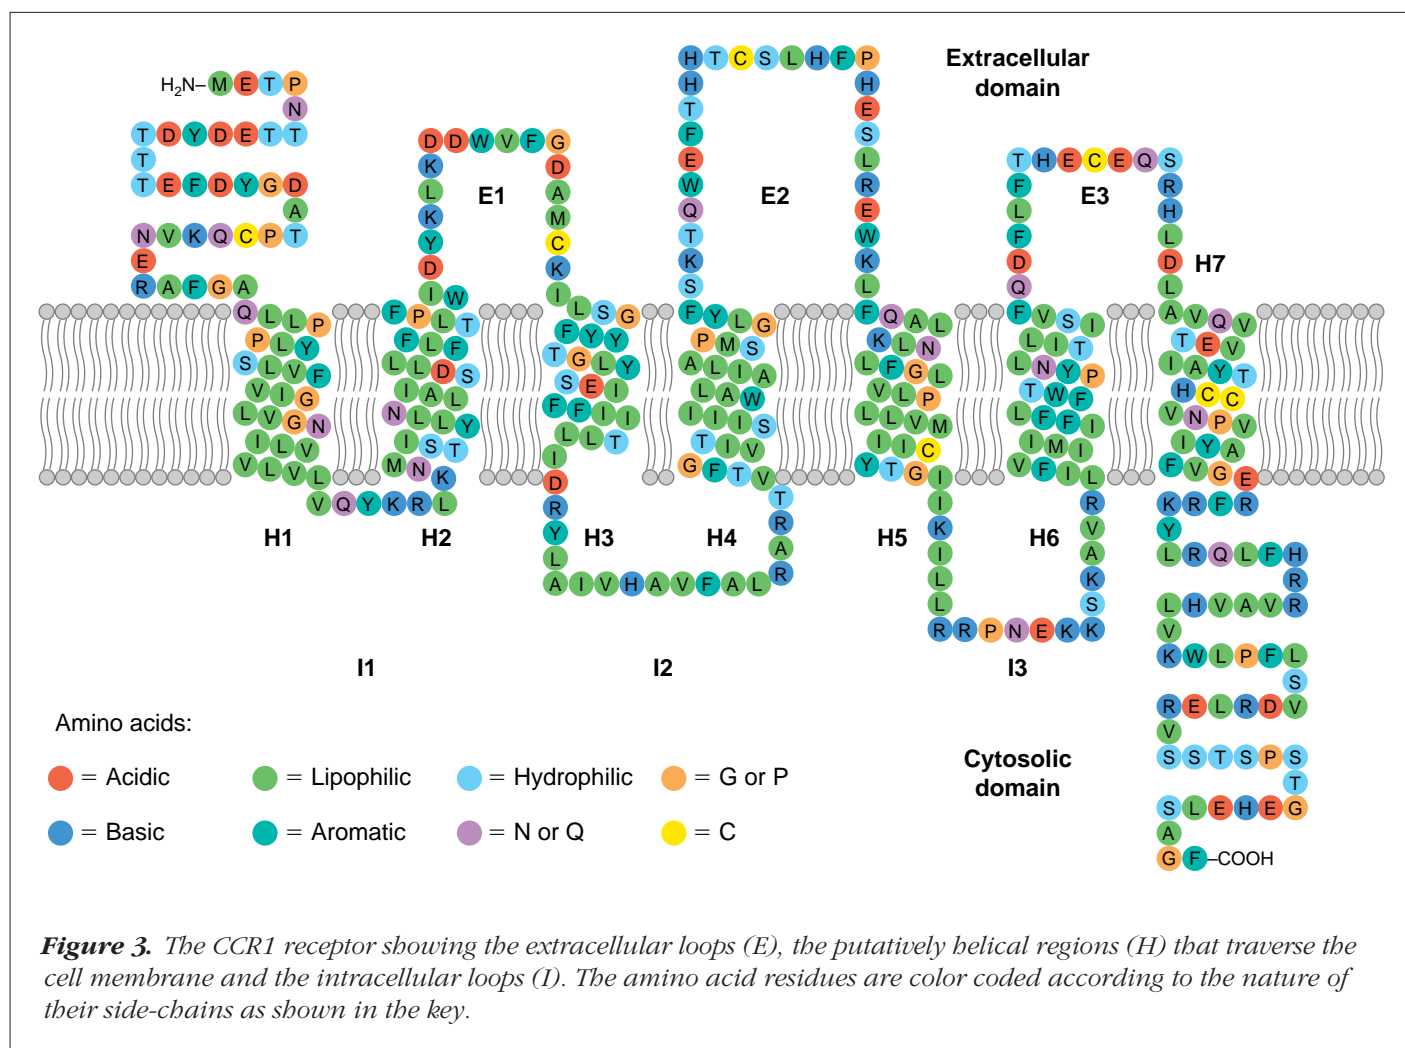 H₂N– M E T P
N
T D Y D E T T
T
T E F D Y G D
A
N V K Q C P T
E
R A F G A
Q L L P
P L Y
S L V F
V I G
L V G N
I L V
V L V L
H1
V Q Y K R L
I1
F P L T
F L F
L L D S
I A L
N L L Y
I S T
M N K
H2
I W
D
Y
K
L
K
D D W V F G
E1
D
A
M
C
K
I
L S G
F Y Y
T G L Y
S E I
F F I I
L L T
I
H3
D
R
Y
L
A I V H A V F A L R
I2
A
R
T
F Y L G
P M S
A L I A
L A W
I I I S
T I V
G F T V
H4
S
K
T
Q
W
E
F
T
H
H T C S L H F P
E2
H
E
S
L
R
E
W
K
L
F Q A L
K L N
L F G L
V L P
L L V M
I I C
Y T G I
H5
I
K
I
L
L
R R P N E K K
I3
S
K
A
V
R
F V S I
L I T
L N Y P
T W F
L F F I
I M I
V F I L
H6
Q
D
F
L
F
T H E C E Q S
E3
R
H
L
D
L
H7
A V Q V
T E V
I A Y T
H C C
V N P V
I Y A
F V G E
K R F R
Y
L R Q L F H
R
L H V A V R
V
K W L P F L
S
R E L R D V
V
S S T S P S
T
S L E H E G
A
G F –COOH
Extracellular
domain
Cytosolic
domain
Amino acids:
= Acidic = Lipophilic = Hydrophilic = G or P
= Basic = Aromatic = N or Q = C
Figure 3. The CCR1 receptor showing the extracellular loops (E), the putatively helical regions (H) that traverse the
cell membrane and the intracellular loops (I). The amino acid residues are color coded according to the nature of
their side-chains as shown in the key.